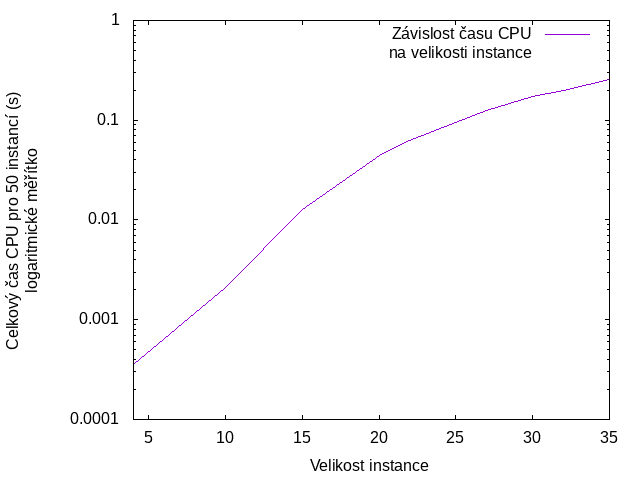 Celkový čas CPU pro 50 instancí (s)
logaritmické měřítko
1
0.1
0.01
0.001
0.0001
Závislost času CPU
na velikosti instance
5 10 15 20 25 30 35
Velikost instance